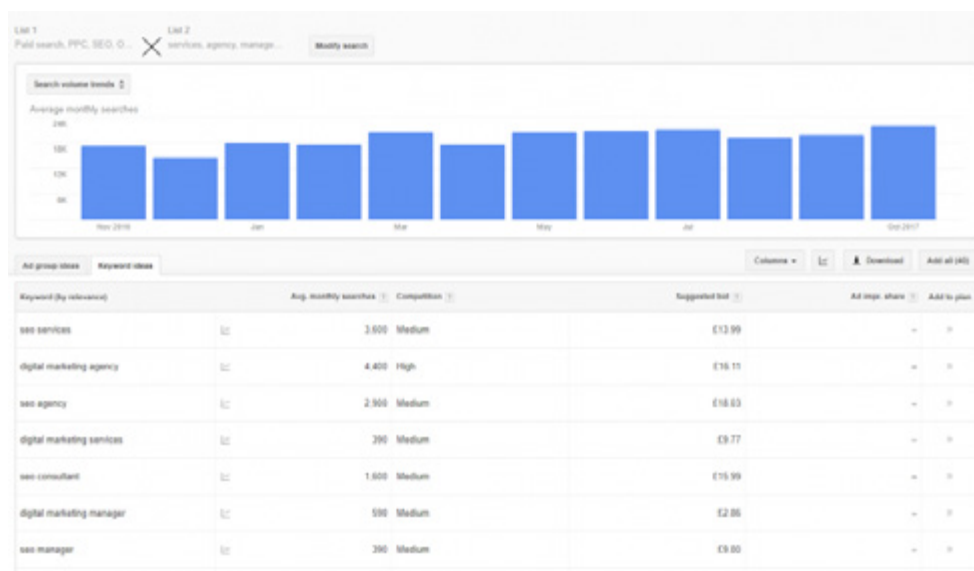 List 1 List 2
Paid search, PPC, SEO, O... services, agency, manage... Modify search
Search volume trends
Average monthly searches
24K
18K
12K
6K
Nov 2016 Jan Mar May Jul Oct 2017
Ad group ideas Keyword ideas Columns Download Add all (40)
Keyword (by relevance) Avg. monthly searches ? Competition ? Suggested bid ? Ad impr. share ? Add to plan
seo services 3,600 Medium £13.99 –
digital marketing agency 4,400 High £16.11 –
seo agency 2,900 Medium £18.03 –
digital marketing services 390 Medium £9.77 –
seo consultant 1,600 Medium £15.99 –
digital marketing manager 590 Medium £2.86 –
seo manager 390 Medium £9.00 –